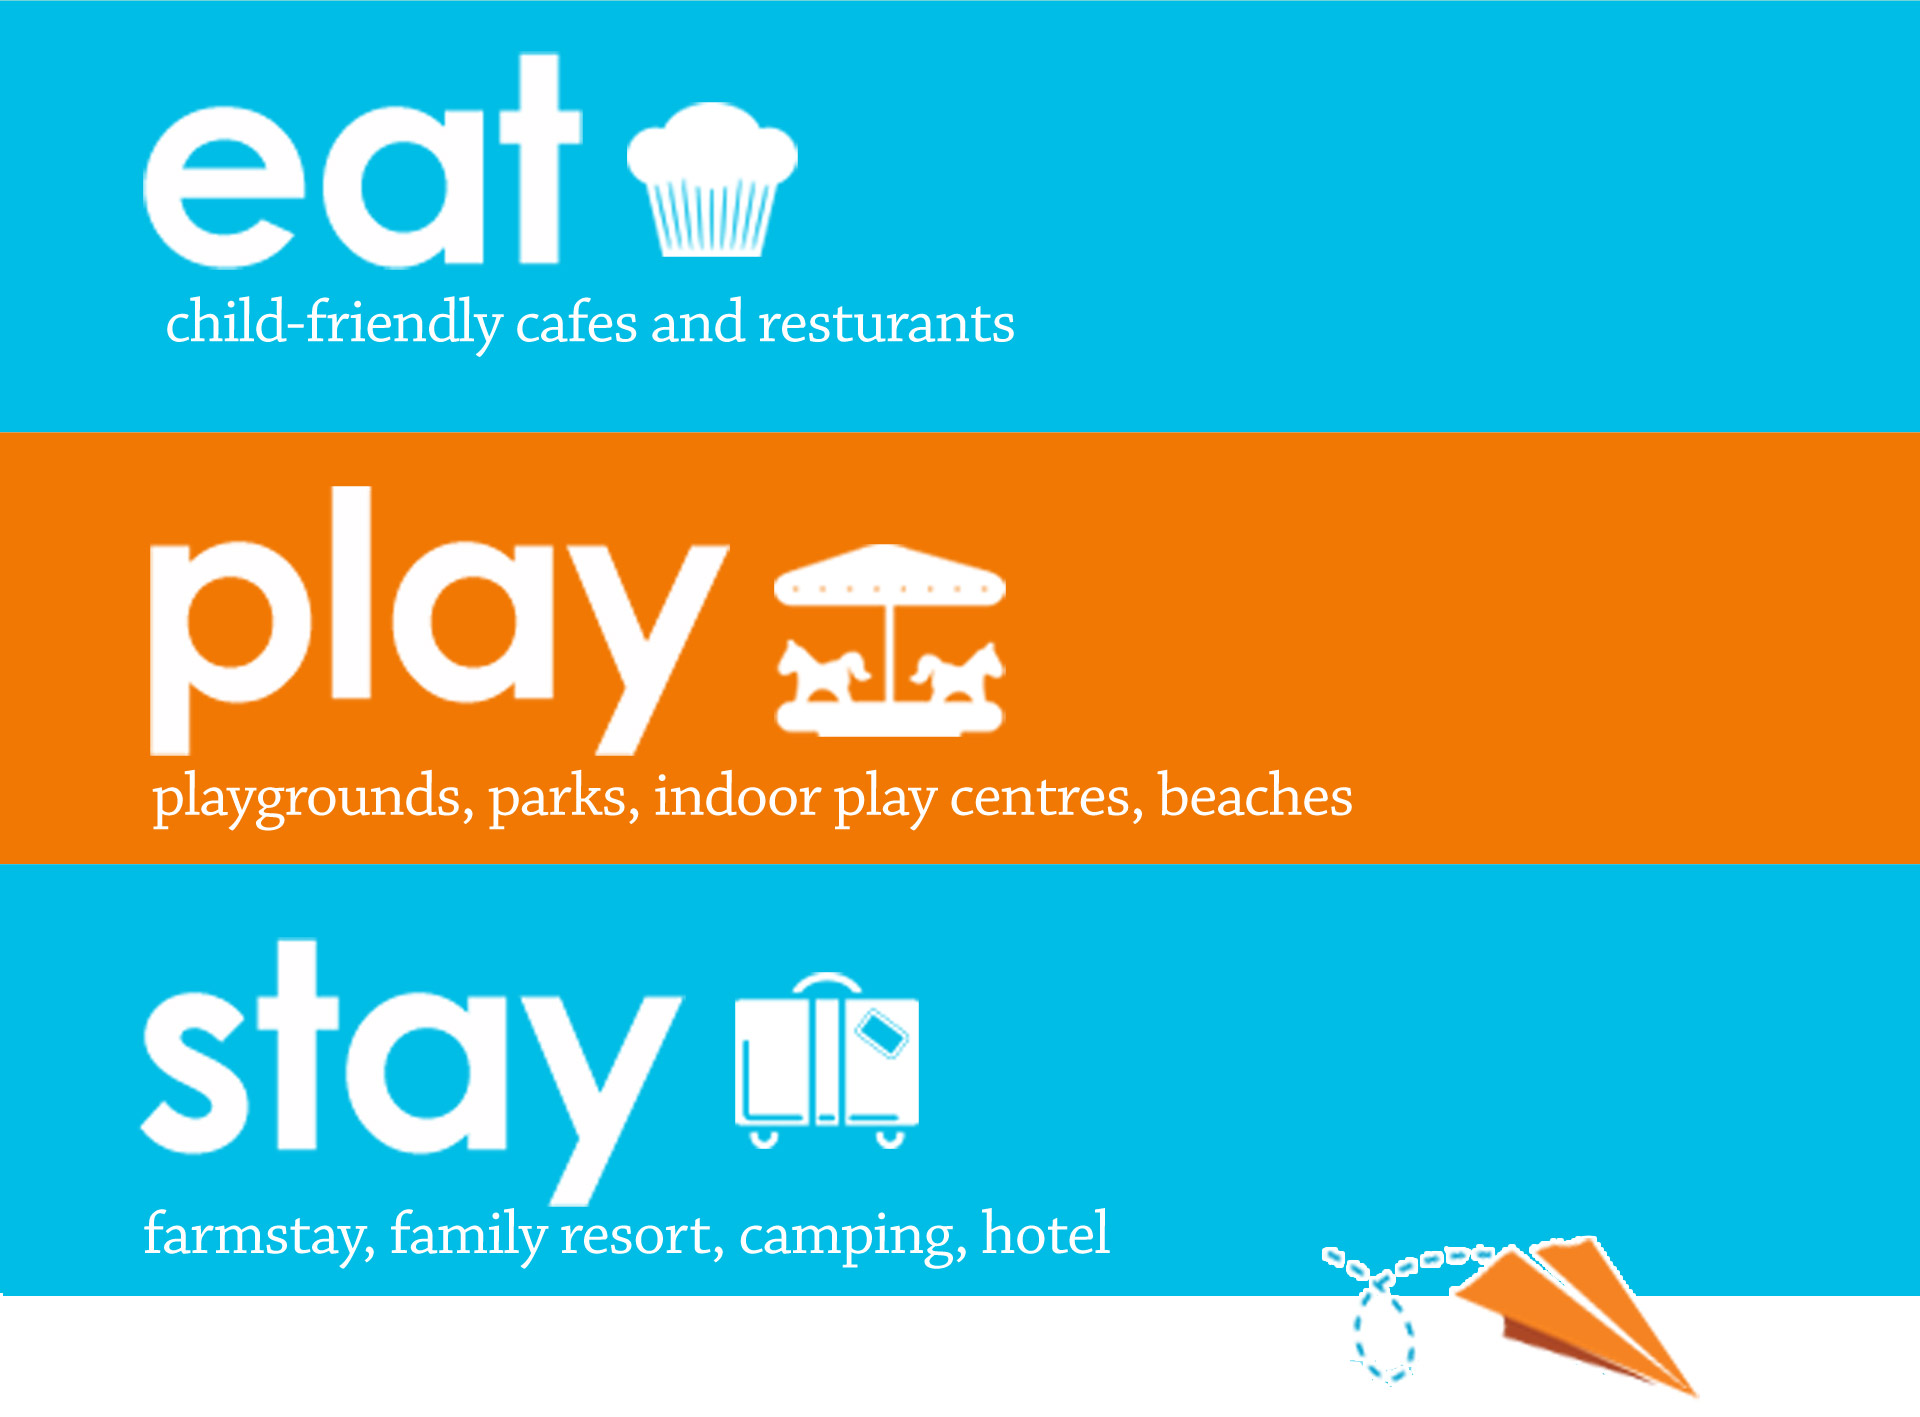 eat
child-friendly cafes and resturants
play
playgrounds, parks, indoor play centres, beaches
stay
farmstay, family resort, camping, hotel